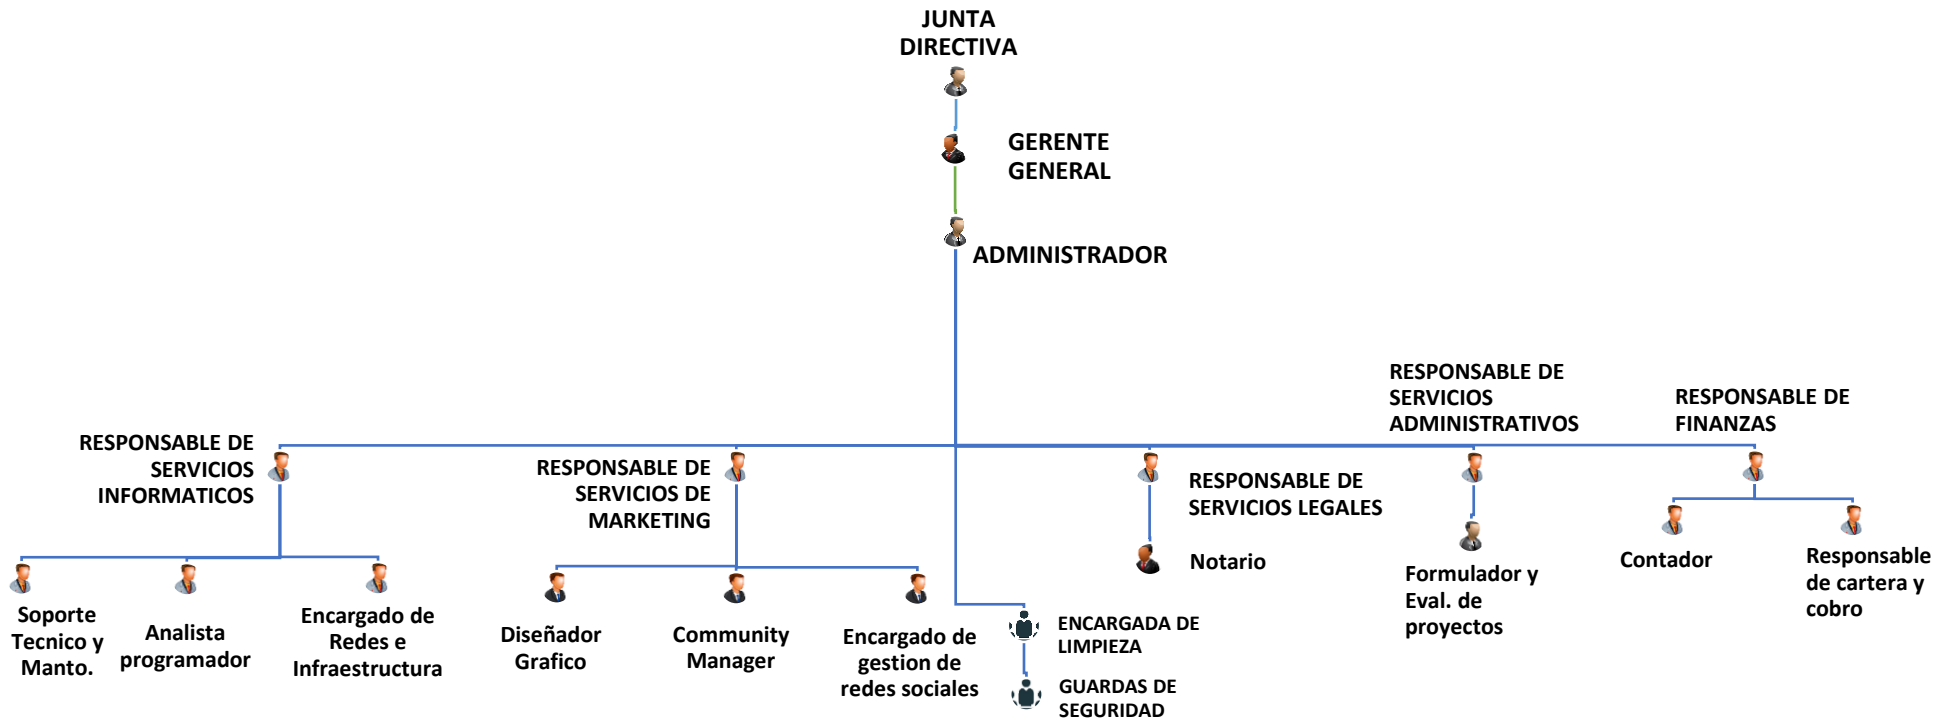 JUNTA
DIRECTIVA
GERENTE
GENERAL
ADMINISTRADOR
RESPONSABLE DE
SERVICIOS
INFORMATICOS
RESPONSABLE DE
SERVICIOS DE
MARKETING
RESPONSABLE DE
SERVICIOS LEGALES
RESPONSABLE DE
SERVICIOS
ADMINISTRATIVOS
RESPONSABLE DE
FINANZAS
Soporte
Tecnico y
Manto.
Analista
programador
Encargado de
Redes e
Infraestructura
Diseñador
Grafico
Community
Manager
Encargado de
gestion de
redes sociales
ENCARGADA DE
LIMPIEZA
GUARDAS DE
SEGURIDAD
Notario
Formulador y
Eval. de
proyectos
Contador
Responsable
de cartera y
cobro